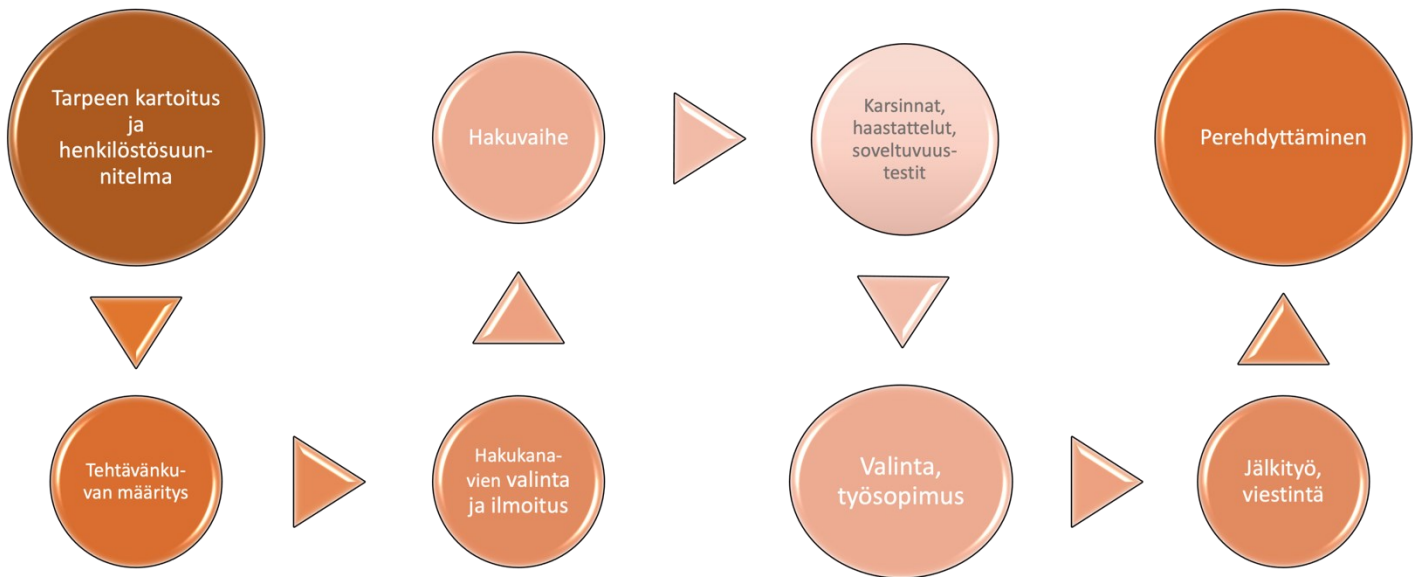 Tarpeen kartoitus
ja
henkilöstösuun-
nitelma
Tehtävänku-
van määritys
Hakukana-
vien valinta
ja ilmoitus
Hakuvaihe
Karsinnat,
haastattelut,
soveltuvuus-
testit
Valinta,
työsopimus
Jälkityö,
viestintä
Perehdyttäminen